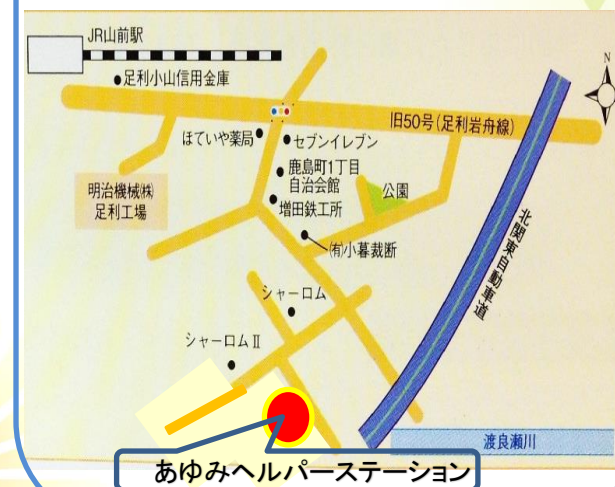 JR山前駅
足利小山信用金庫
N
旧50号(足利岩舟線)
ほていや薬局
セブンイレブン
鹿島町1丁目
自治会館
明治機械㈱
足利工場
公園
増田鉄工所
㈲小暮裁断
北関東自動車道
シャーロム
シャーロムⅡ
渡良瀬川
あゆみヘルパーステーション